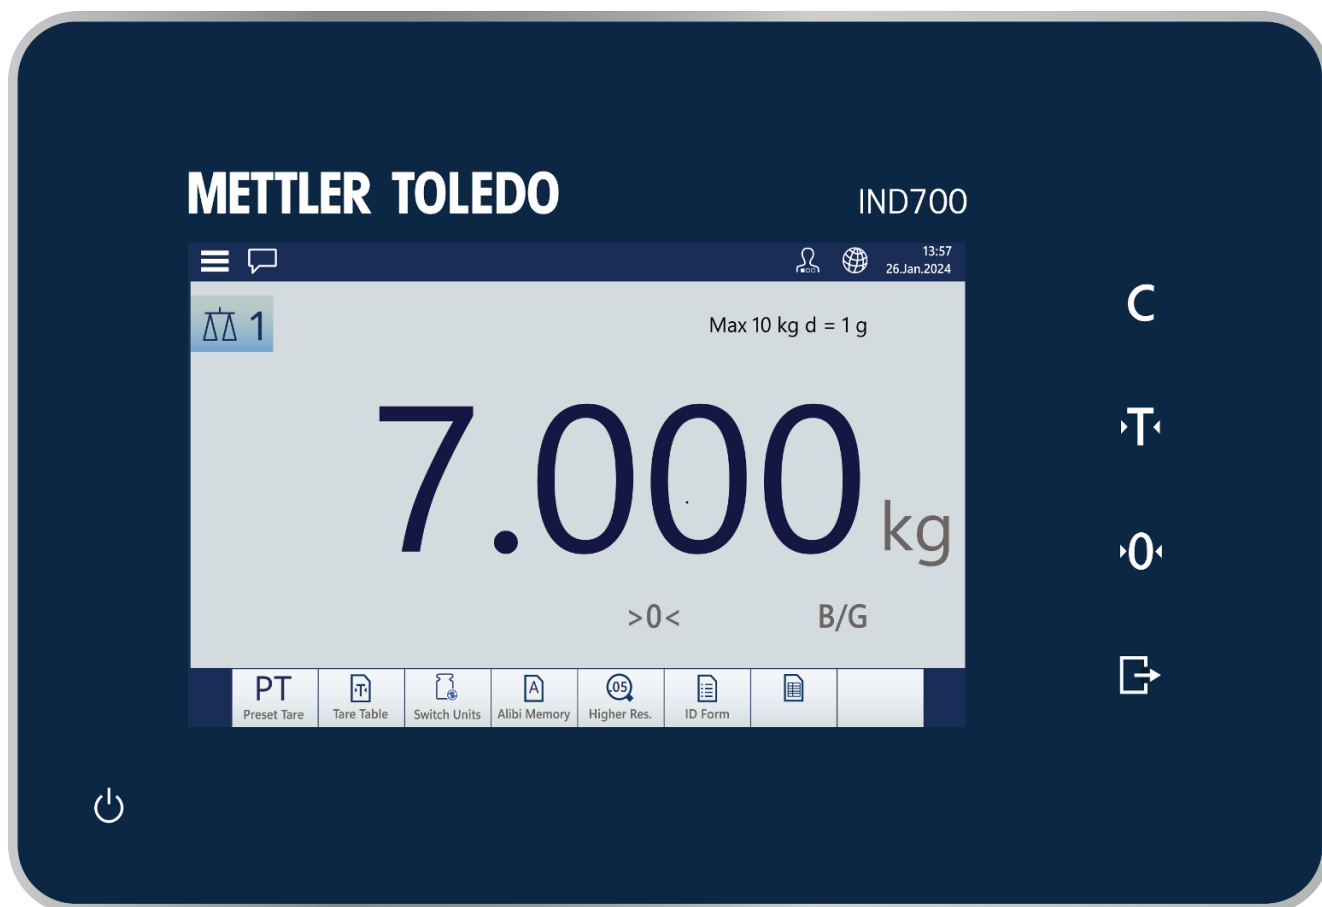 METTLER TOLEDO
IND700
13:57
26.Jan.2024
1
Max 10 kg d = 1 g
7.000 kg
>0< B/G
PT
Preset Tare
T
Tare Table
Switch Units
A
Alibi Memory
.05
Higher Res.
ID Form
C
T
0